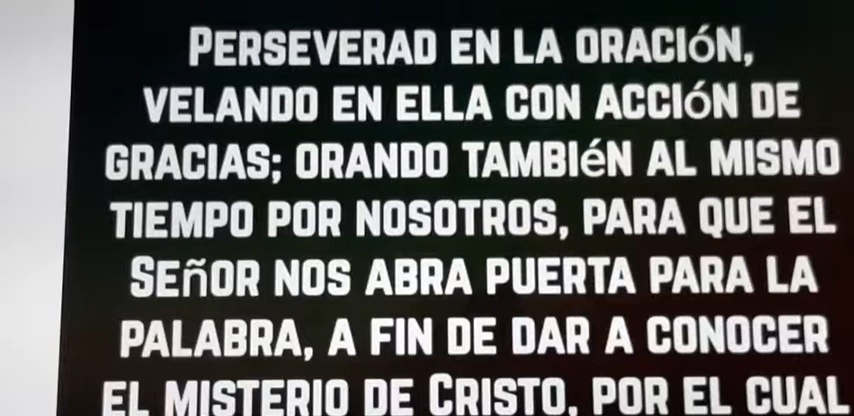 Perseverad en la oración,
velando en ella con acción de
gracias; orando también al mismo
tiempo por nosotros, para que el
Señor nos abra puerta para la
palabra, a fin de dar a conocer
el misterio de Cristo, por el cual